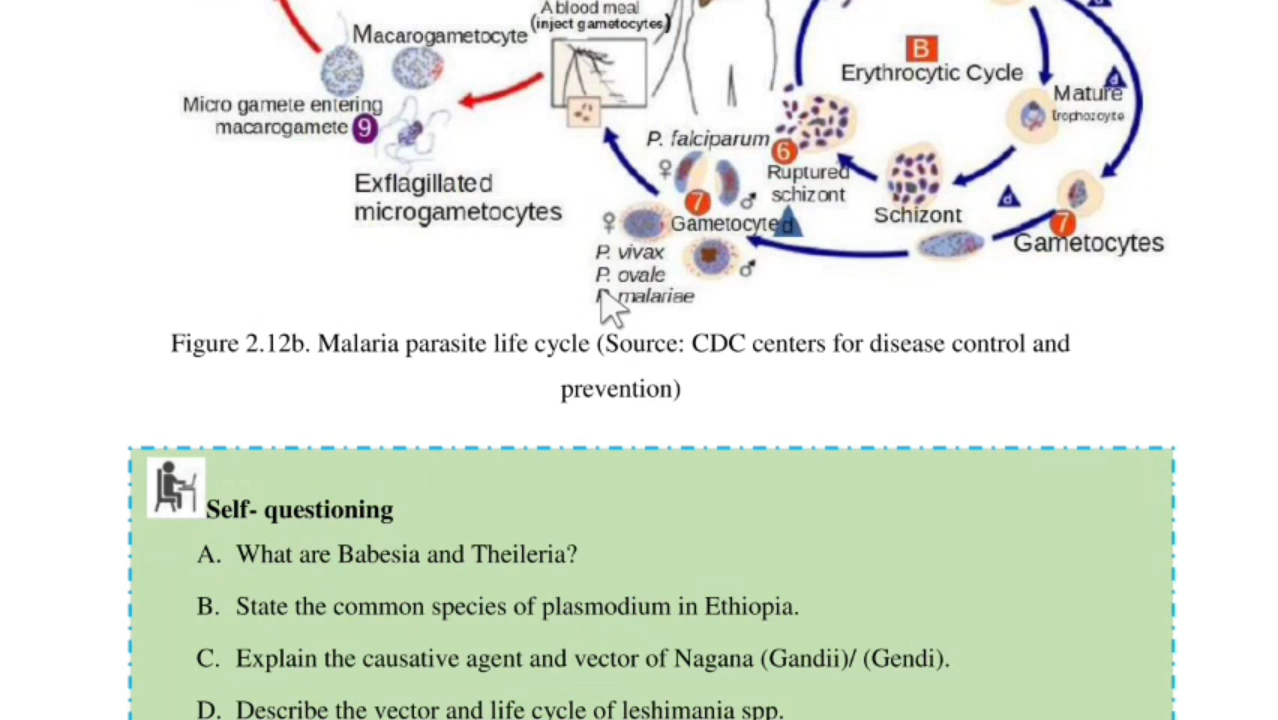 A blood meal
(inject gametocytes)
Macarogametocyte
B
Erythrocytic Cycle
d
d
Mature
trophozoyte
Micro gamete entering
macarogamete 9
P. falciparum
6
Ruptured
schizont
♀
7
♂
Exflagillated
microgametocytes
Schizont
d
7
Gametocytes
♀
Gametocyted
P. vivax
P. ovale
♂
P. malariae
Figure 2.12b. Malaria parasite life cycle (Source: CDC centers for disease control and
prevention)
Self- questioning
A. What are Babesia and Theileria?
B. State the common species of plasmodium in Ethiopia.
C. Explain the causative agent and vector of Nagana (Gandii)/ (Gendi).
D. Describe the vector and life cycle of leshimania spp.